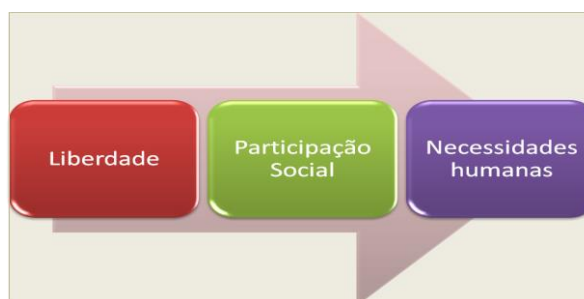 Liberdade
Participação
Social
Necessidades
humanas